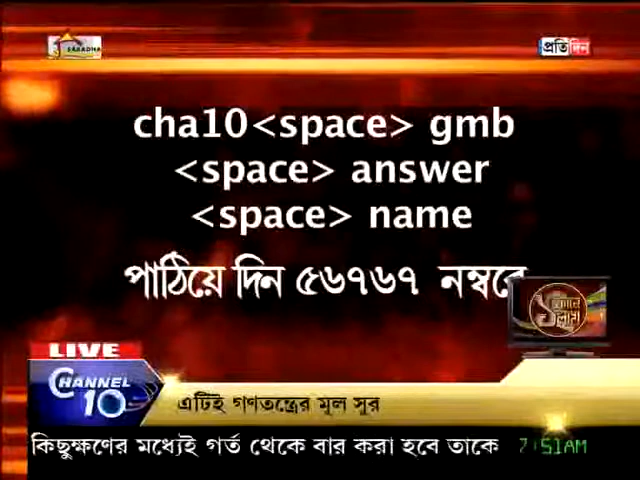 SARADHA
প্রতিদিন
cha10<space> gmb
<space> answer
<space> name
পাঠিয়ে দিন ৫৬৭৬৭ নম্বরে
LIVE
CHANNEL 10
এটিই গণতন্ত্রের মূল সুর
কিছুক্ষণের মধ্যেই গর্ত থেকে বার করা হবে তাকে
7:51AM